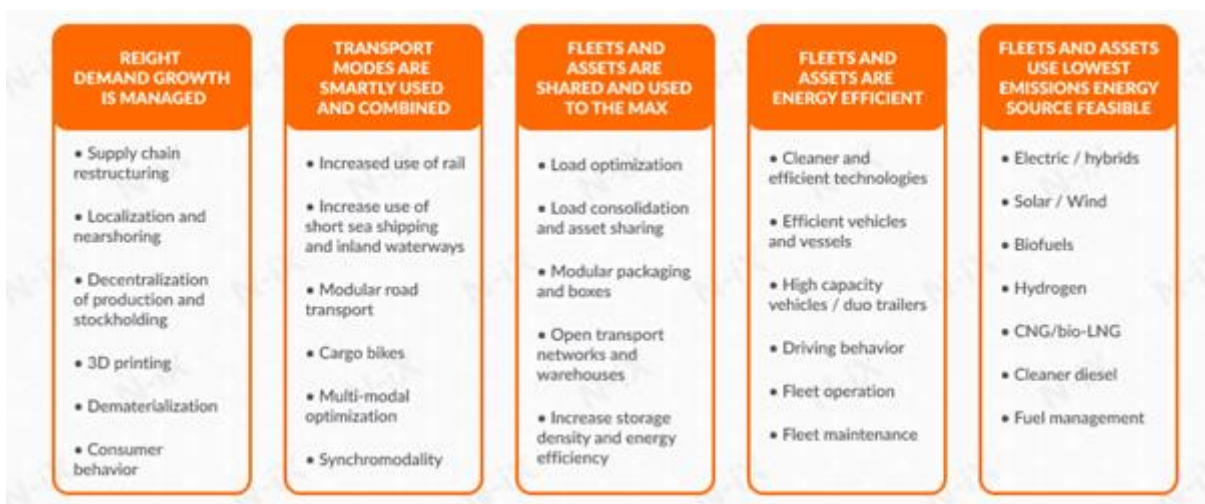 REIGHT
DEMAND GROWTH
IS MANAGED
• Supply chain
restructuring
• Localization and
nearshoring
• Decentralization
of production and
stockholding
• 3D printing
• Dematerialization
• Consumer
behavior
TRANSPORT
MODES ARE
SMARTLY USED
AND COMBINED
• Increased use of rail
• Increase use of
short sea shipping
and inland waterways
• Modular road
transport
• Cargo bikes
• Multi-modal
optimization
• Synchromodality
FLEETS AND
ASSETS ARE
SHARED AND USED
TO THE MAX
• Load optimization
• Load consolidation
and asset sharing
• Modular packaging
and boxes
• Open transport
networks and
warehouses
• Increase storage
density and energy
efficiency
FLEETS AND
ASSETS ARE
ENERGY EFFICIENT
• Cleaner and
efficient technologies
• Efficient vehicles
and vessels
• High capacity
vehicles / duo trailers
• Driving behavior
• Fleet operation
• Fleet maintenance
FLEETS AND ASSETS
USE LOWEST
EMISSIONS ENERGY
SOURCE FEASIBLE
• Electric / hybrids
• Solar / Wind
• Biofuels
• Hydrogen
• CNG/bio-LNG
• Cleaner diesel
• Fuel management